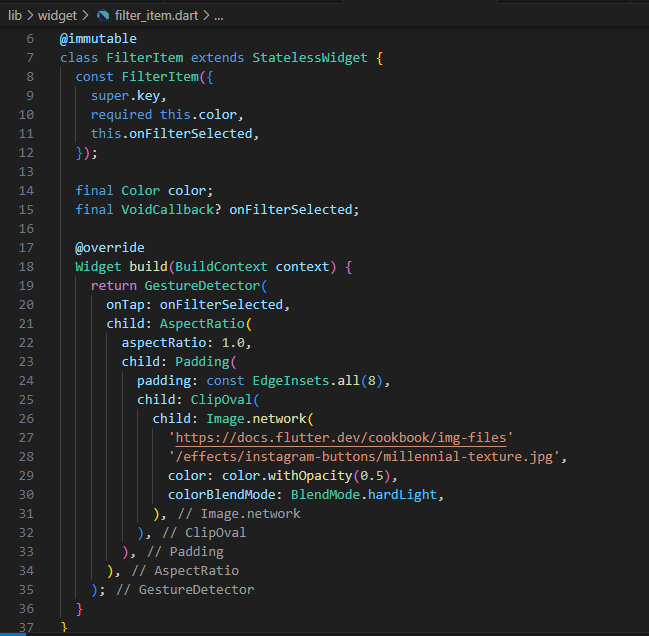 lib > widget > filter_item.dart > ...
6 @immutable
7 class FilterItem extends StatelessWidget {
8   const FilterItem({
9     super.key,
10     required this.color,
11     this.onFilterSelected,
12   });
13
14   final Color color;
15   final VoidCallback? onFilterSelected;
16
17   @override
18   Widget build(BuildContext context) {
19     return GestureDetector(
20       onTap: onFilterSelected,
21       child: AspectRatio(
22         aspectRatio: 1.0,
23         child: Padding(
24           padding: const EdgeInsets.all(8),
25           child: ClipOval(
26             child: Image.network(
27               'https://docs.flutter.dev/cookbook/img-files'
28               '/effects/instagram-buttons/millennial-texture.jpg',
29               color: color.withOpacity(0.5),
30               colorBlendMode: BlendMode.hardLight,
31             ), // Image.network
32           ), // ClipOval
33         ), // Padding
34       ), // AspectRatio
35     ); // GestureDetector
36   }
37 }